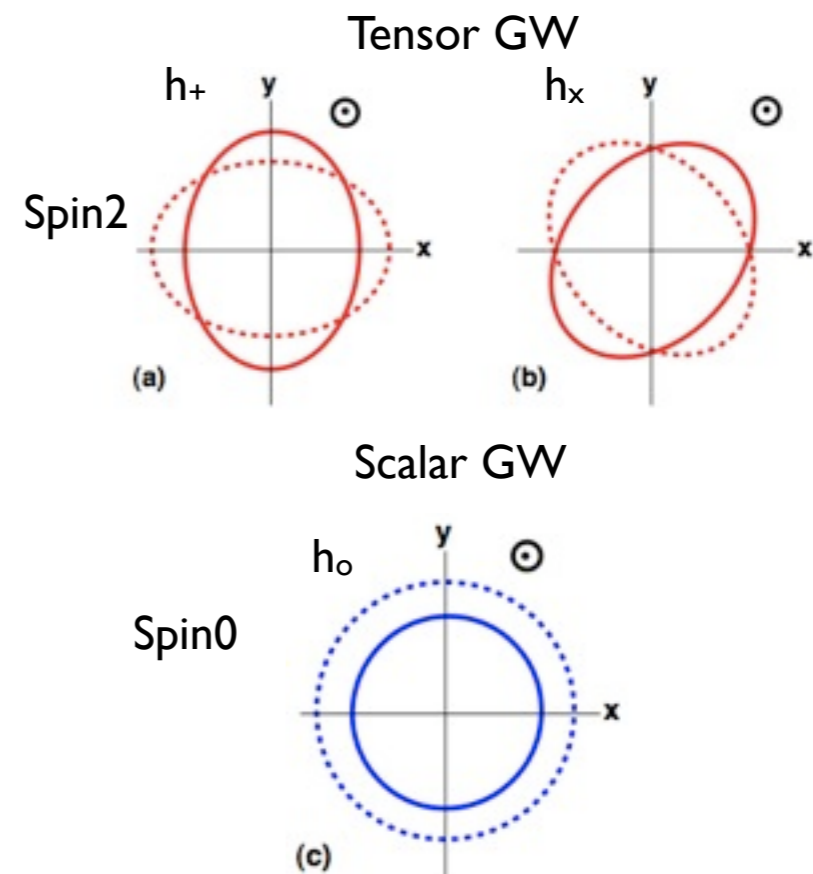 Tensor GW
h+ y hx y
Spin2
x x
(a) (b)
Scalar GW
ho y
Spin0
x
(c)